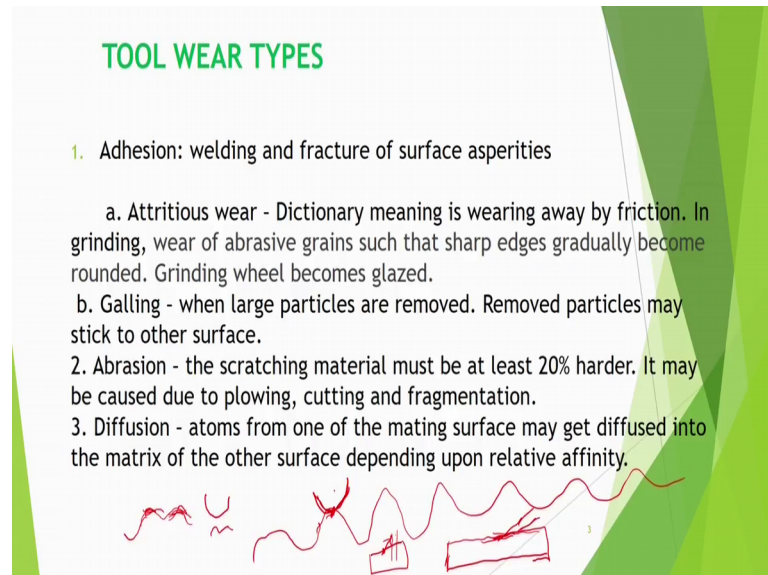 TOOL WEAR TYPES
1. Adhesion: welding and fracture of surface asperities
a. Attritious wear - Dictionary meaning is wearing away by friction. In
grinding, wear of abrasive grains such that sharp edges gradually become
rounded. Grinding wheel becomes glazed.
b. Galling - when large particles are removed. Removed particles may
stick to other surface.
2. Abrasion - the scratching material must be at least 20% harder. It may
be caused due to plowing, cutting and fragmentation.
3. Diffusion - atoms from one of the mating surface may get diffused into
the matrix of the other surface depending upon relative affinity.
3